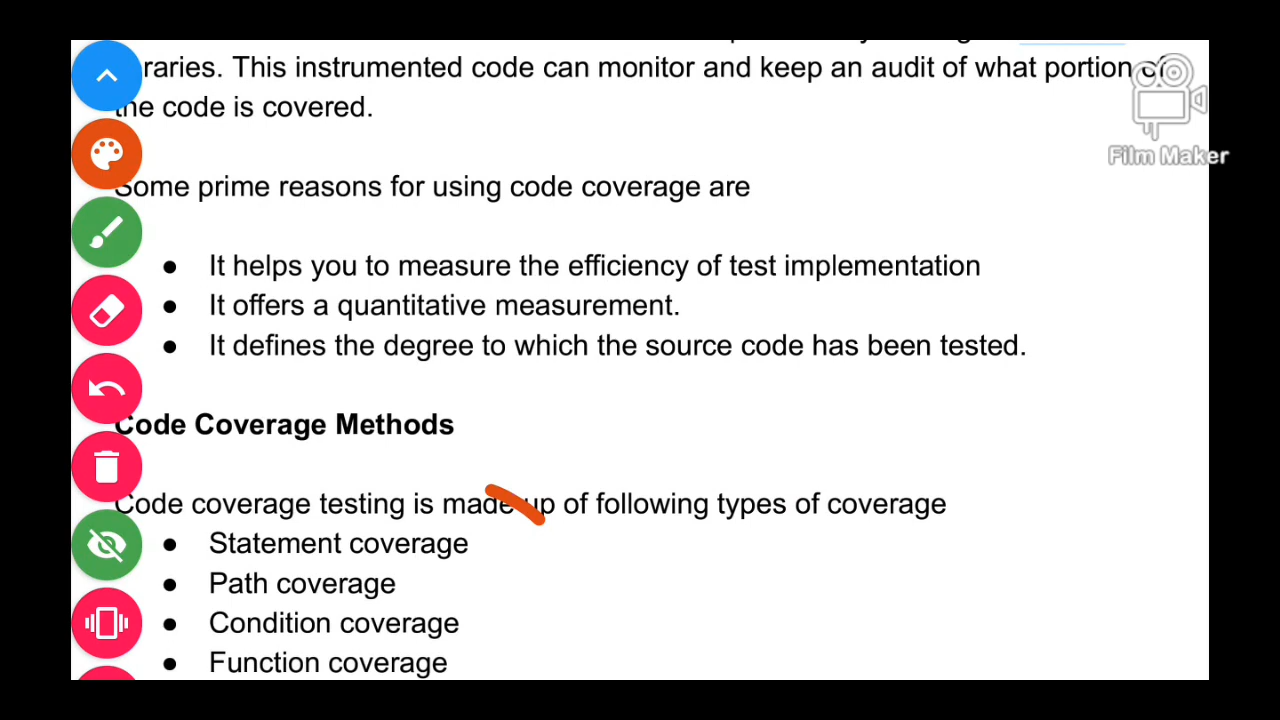 raries. This instrumented code can monitor and keep an audit of what portion of
the code is covered.
Film Maker
Some prime reasons for using code coverage are
● It helps you to measure the efficiency of test implementation
● It offers a quantitative measurement.
● It defines the degree to which the source code has been tested.
Code Coverage Methods
Code coverage testing is made up of following types of coverage
● Statement coverage
● Path coverage
● Condition coverage
● Function coverage